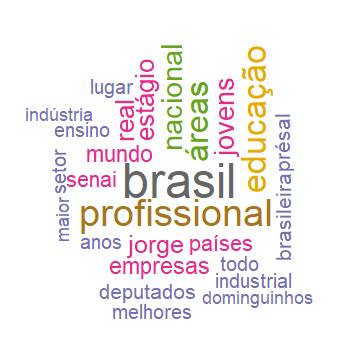 lugar
indústria
ensino
real
estágio
nacional
áreas
jovens
educação
mundo
setor
senai
maior
brasil
brasileira
présal
profissional
anos
jorge
países
empresas
todo
industrial
deputados
dominguinhos
melhores